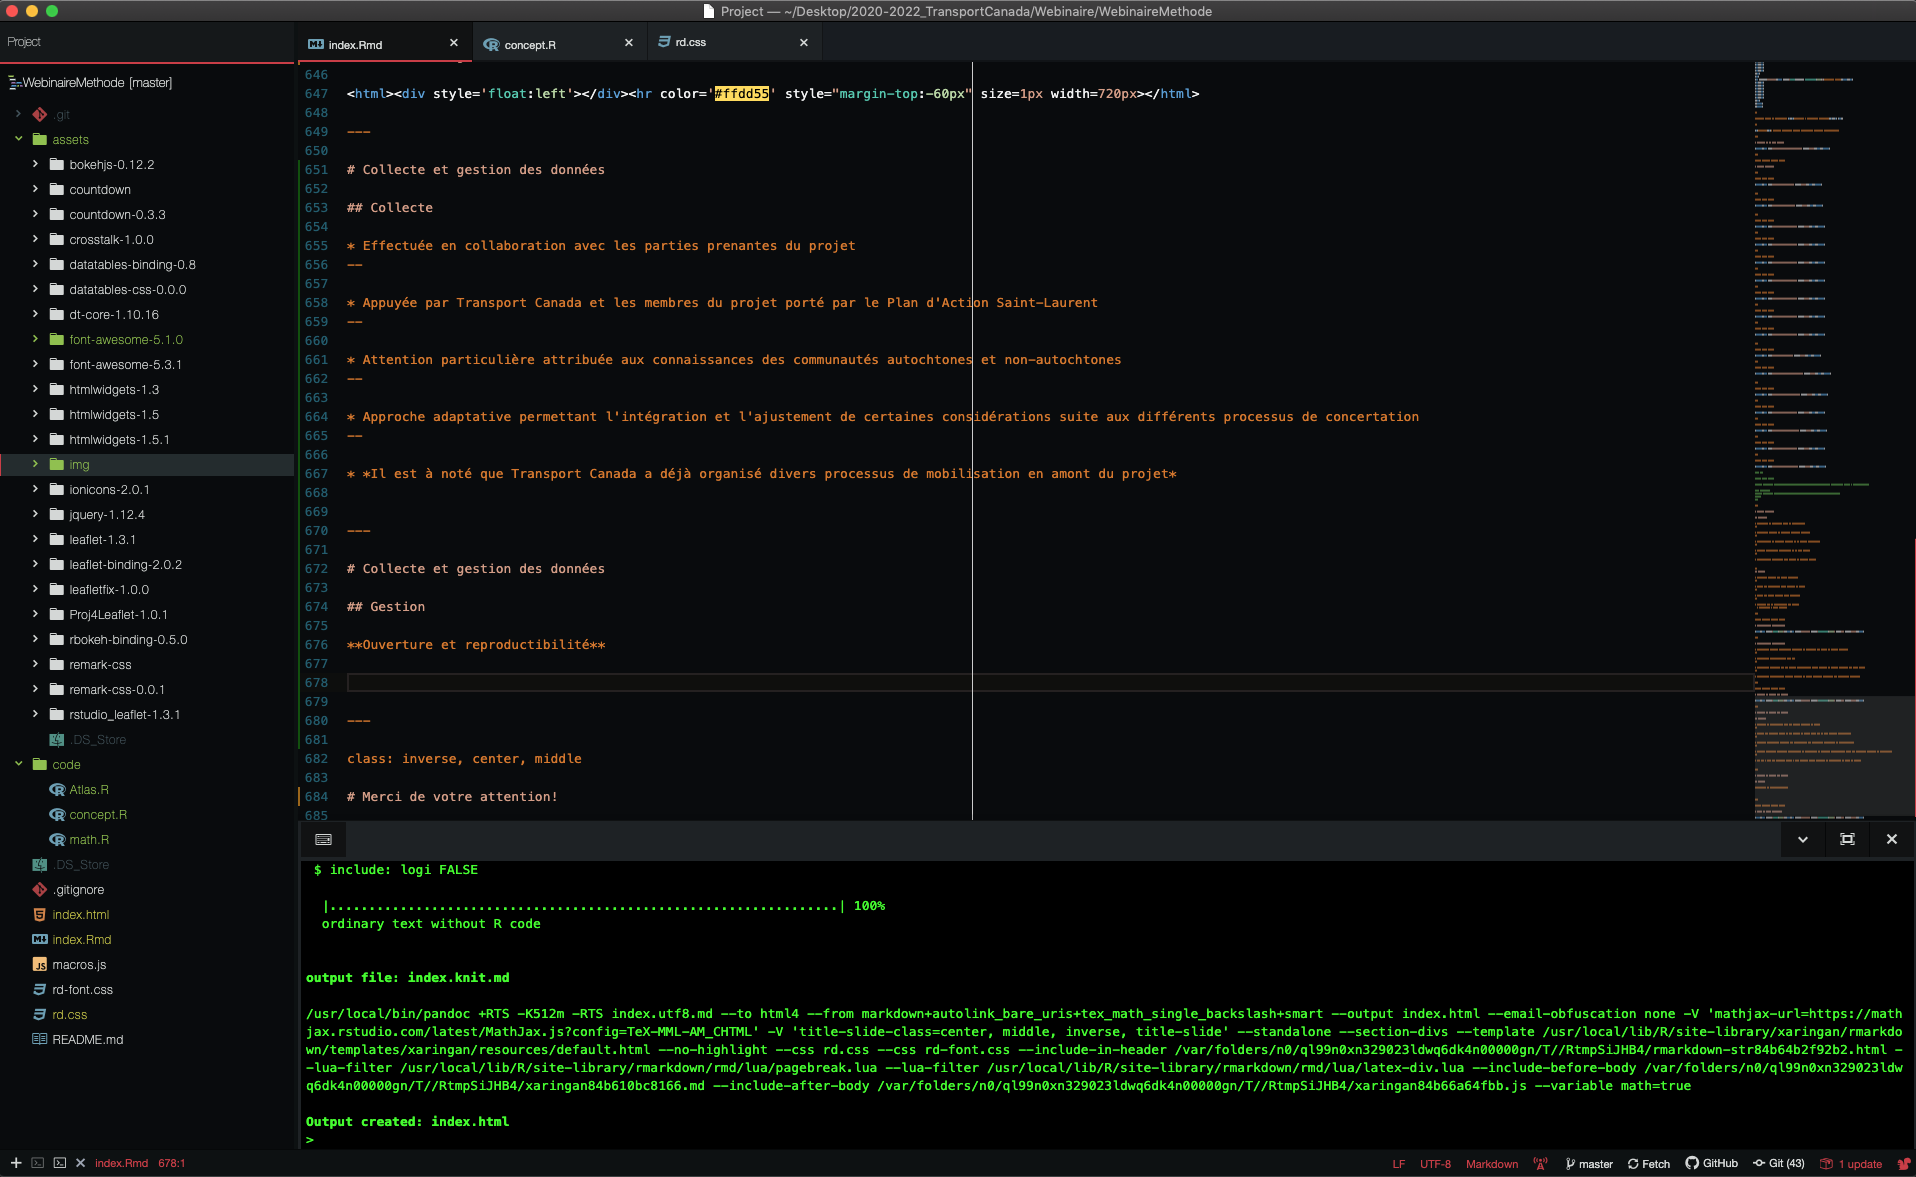 Project — ~/Desktop/2020-2022_TransportCanada/Webinaire/WebinaireMethode
Project
index.Rmd
concept.R
rd.css
WebinaireMethode [master]
.git
assets
bokehjs-0.12.2
countdown
countdown-0.3.3
crosstalk-1.0.0
datatables-binding-0.8
datatables-css-0.0.0
dt-core-1.10.16
font-awesome-5.1.0
font-awesome-5.3.1
htmlwidgets-1.3
htmlwidgets-1.5
htmlwidgets-1.5.1
img
ionicons-2.0.1
jquery-1.12.4
leaflet-1.3.1
leaflet-binding-2.0.2
leafletfix-1.0.0
Proj4Leaflet-1.0.1
rbokeh-binding-0.5.0
remark-css
remark-css-0.0.1
rstudio_leaflet-1.3.1
.DS_Store
code
Atlas.R
concept.R
math.R
.DS_Store
.gitignore
index.html
index.Rmd
macros.js
rd-font.css
rd.css
README.md
646
647 <html><div style='float:left'></div><hr color='#ffdd55' style="margin-top:-60px" size=1px width=720px></html>
648
649 ---
650
651 # Collecte et gestion des données
652
653 ## Collecte
654
655 * Effectuée en collaboration avec les parties prenantes du projet
656 --
657
658 * Appuyée par Transport Canada et les membres du projet porté par le Plan d'Action Saint-Laurent
659 --
660
661 * Attention particulière attribuée aux connaissances des communautés autochtones et non-autochtones
662 --
663
664 * Approche adaptative permettant l'intégration et l'ajustement de certaines considérations suite aux différents processus de concertation
665 --
666
667 * *Il est à noté que Transport Canada a déjà organisé divers processus de mobilisation en amont du projet*
668
669
670 ---
671
672 # Collecte et gestion des données
673
674 ## Gestion
675
676 **Ouverture et reproductibilité**
677
678
679
680 ---
681
682 class: inverse, center, middle
683
684 # Merci de votre attention!
685
$ include: logi FALSE
|.................................................................| 100%
ordinary text without R code
output file: index.knit.md
/usr/local/bin/pandoc +RTS -K512m -RTS index.utf8.md --to html4 --from markdown+autolink_bare_uris+tex_math_single_backslash+smart --output index.html --email-obfuscation none -V 'mathjax-url=https://math
jax.rstudio.com/latest/MathJax.js?config=TeX-MML-AM_CHTML' -V 'title-slide-class=center, middle, inverse, title-slide' --standalone --section-divs --template /usr/local/lib/R/site-library/xaringan/rmarkdo
wn/templates/xaringan/resources/default.html --no-highlight --css rd.css --css rd-font.css --include-in-header /var/folders/n0/ql99n0xn329023ldwq6dk4n00000gn/T//RtmpSiJHB4/rmarkdown-str84b64b2f92b2.html -
-lua-filter /usr/local/lib/R/site-library/rmarkdown/rmd/lua/pagebreak.lua --lua-filter /usr/local/lib/R/site-library/rmarkdown/rmd/lua/latex-div.lua --include-before-body /var/folders/n0/ql99n0xn329023ldw
q6dk4n00000gn/T//RtmpSiJHB4/xaringan84b610bc8166.md --include-after-body /var/folders/n0/ql99n0xn329023ldwq6dk4n00000gn/T//RtmpSiJHB4/xaringan84b66a64fbb.js --variable math=true
Output created: index.html
>
index.Rmd 678:1
LF UTF-8 Markdown master Fetch GitHub Git (43) 1 update